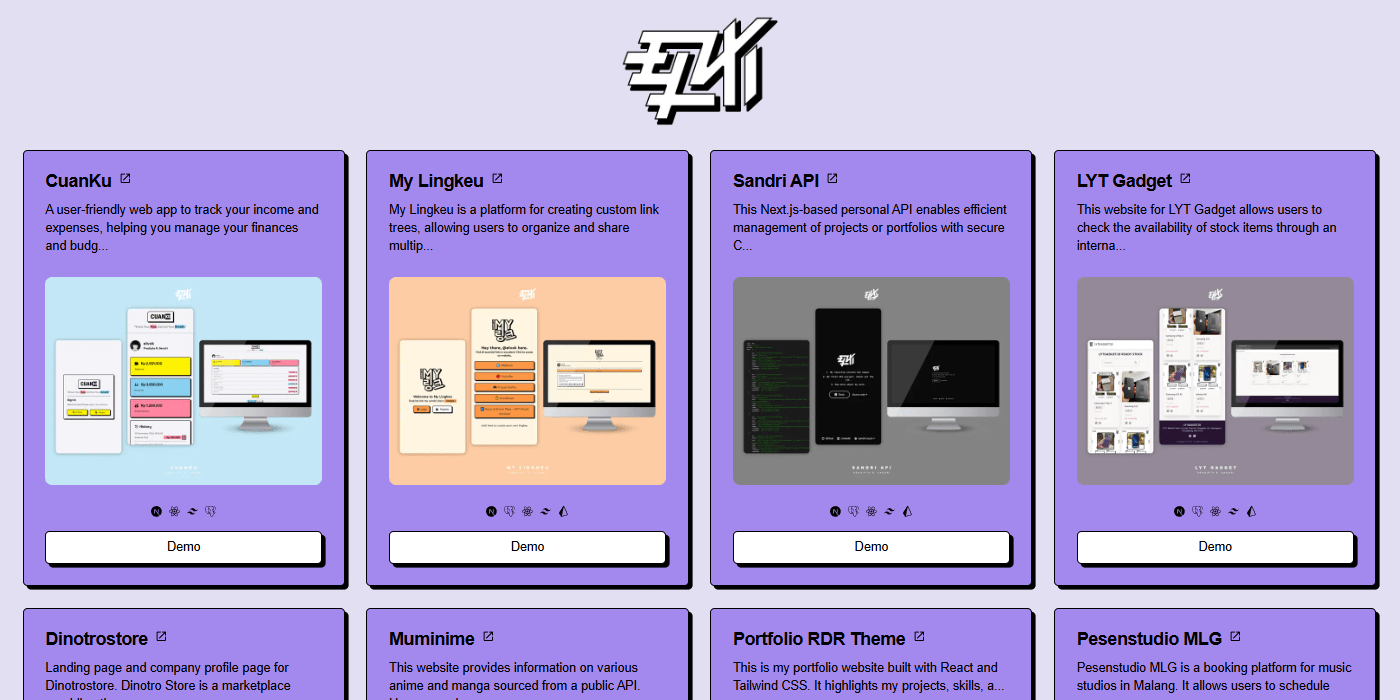 CuanKu
A user-friendly web app to track your income and
expenses, helping you manage your finances
and budg...
CUANKU
Demo
My Lingkeu
My Lingkeu is a platform for creating custom link
trees, allowing users to organize and share
multip...
MY LINGKEU
Demo
Sandri API
This Next.js-based personal API enables efficient
management of projects or portfolios with secure
C...
SANDRI API
Demo
LYT Gadget
This website for LYT Gadget allows users to
check the availability of stock items through an
interna...
LYT GADGET
Demo
Dinotrostore
Landing page and company profile page for
Dinotrostore. Dinotro Store is a marketplace
Muminime
This website provides information on various
anime and manga sourced from a public API.
Portfolio RDR Theme
This is my portfolio website built with React and
Tailwind CSS. It highlights my projects, skills, a...
Pesenstudio MLG
Pesenstudio MLG is a booking platform for music
studios in Malang. It allows users to schedule